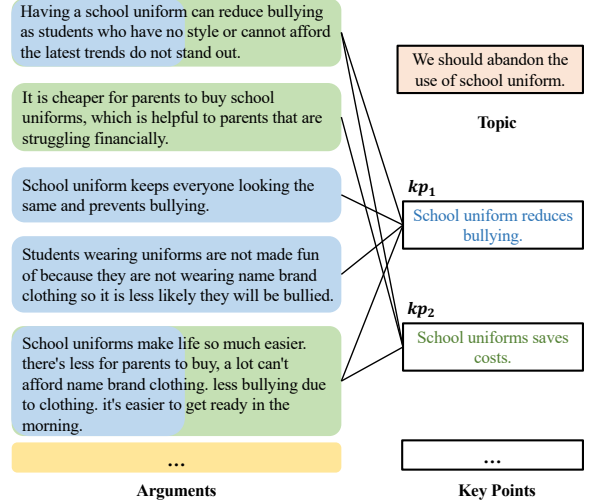 Having a school uniform can reduce bullying
as students who have no style or cannot afford
the latest trends do not stand out.
It is cheaper for parents to buy school
uniforms, which is helpful to parents that are
struggling financially.
School uniform keeps everyone looking the
same and prevents bullying.
Students wearing uniforms are not made
fun of because they are not wearing name brand
clothing so it is less likely they will be bullied.
School uniforms make life so much easier.
there's less for parents to buy, a lot can't
afford name brand clothing. less bullying due
to clothing. it's easier to get ready in the
morning.
...
Arguments
We should abandon the
use of school uniform.
Topic
kp1
School uniform reduces
bullying.
kp2
School uniforms saves
costs.
...
Key Points